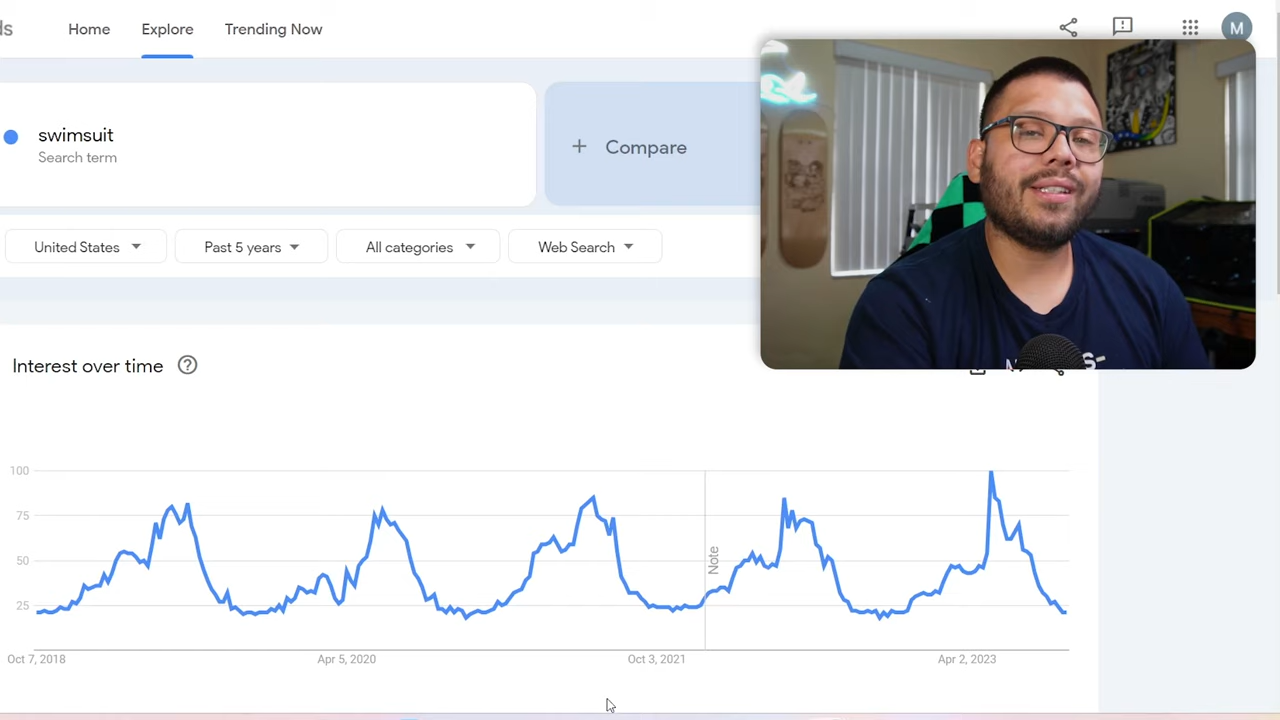 ds
Home Explore Trending Now
M
swimsuit
Search term
+ Compare
United States
Past 5 years
All categories
Web Search
Interest over time
?
100
75
50
25
Note
Oct 7, 2018
Apr 5, 2020
Oct 3, 2021
Apr 2, 2023